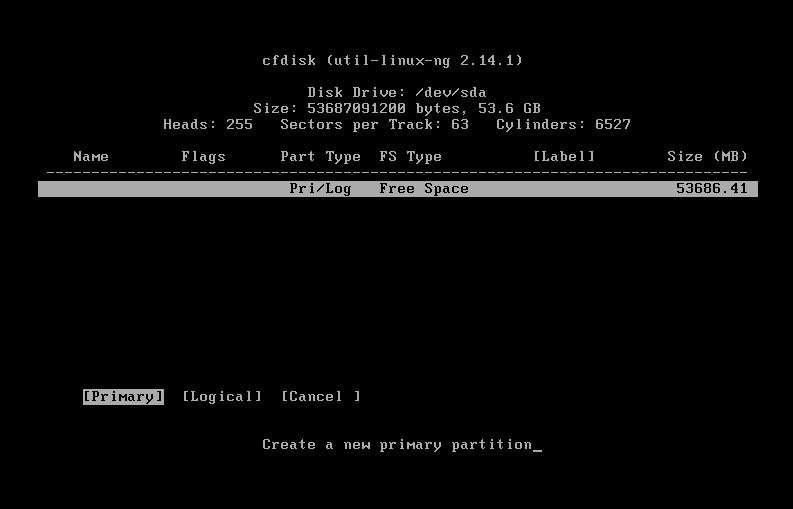 cfdisk (util-linux-ng 2.14.1)
Disk Drive: /dev/sda
Size: 53687091200 bytes, 53.6 GB
Heads: 255   Sectors per Track: 63   Cylinders: 6527
Name        Flags      Part Type  FS Type          [Label]        Size (MB)
------------------------------------------------------------------------------
Pri/Log   Free Space                       53686.41
[Primary]  [Logical]  [Cancel ]
Create a new primary partition_